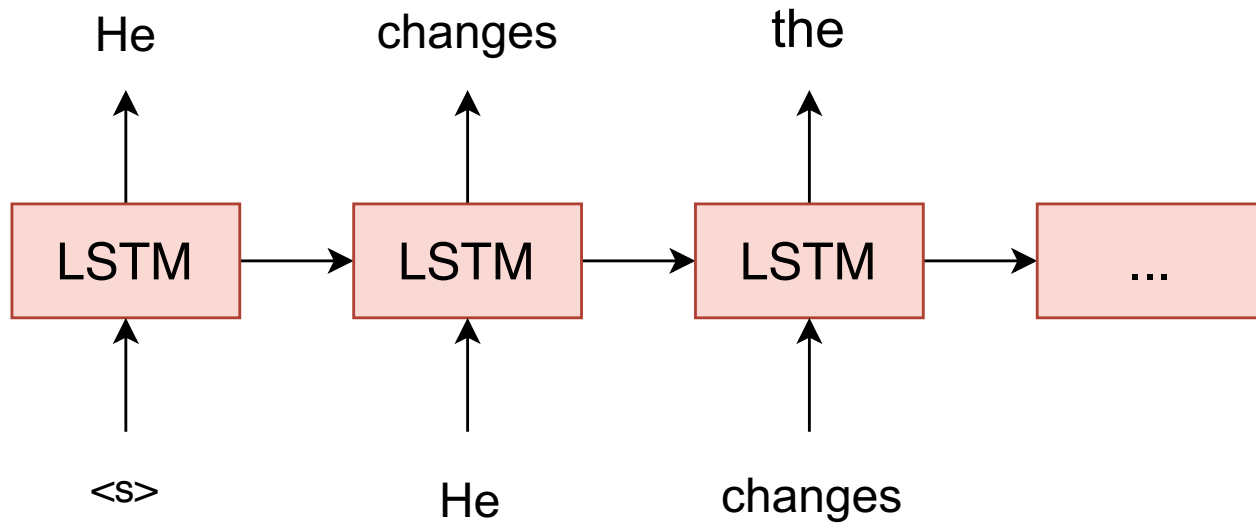 He changes the
LSTM LSTM LSTM ...
<s> He changes